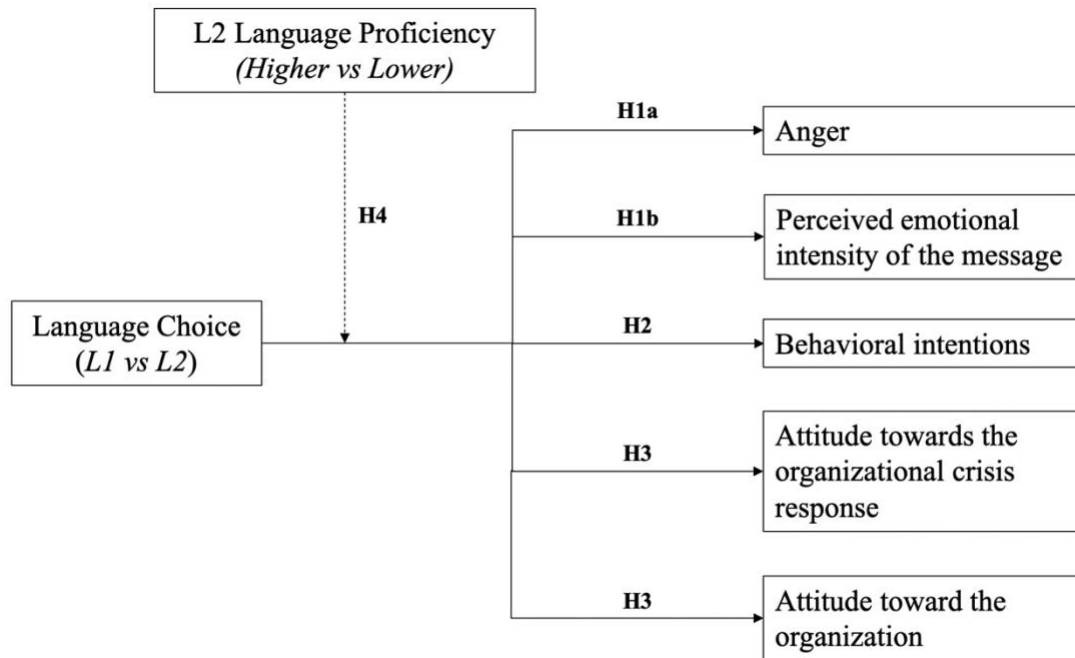 L2 Language Proficiency
(Higher vs Lower)
H1a
Anger
H4
H1b
Perceived emotional
intensity of the message
Language Choice
(L1 vs L2)
H2
Behavioral intentions
H3
Attitude towards the
organizational crisis
response
H3
Attitude toward the
organization